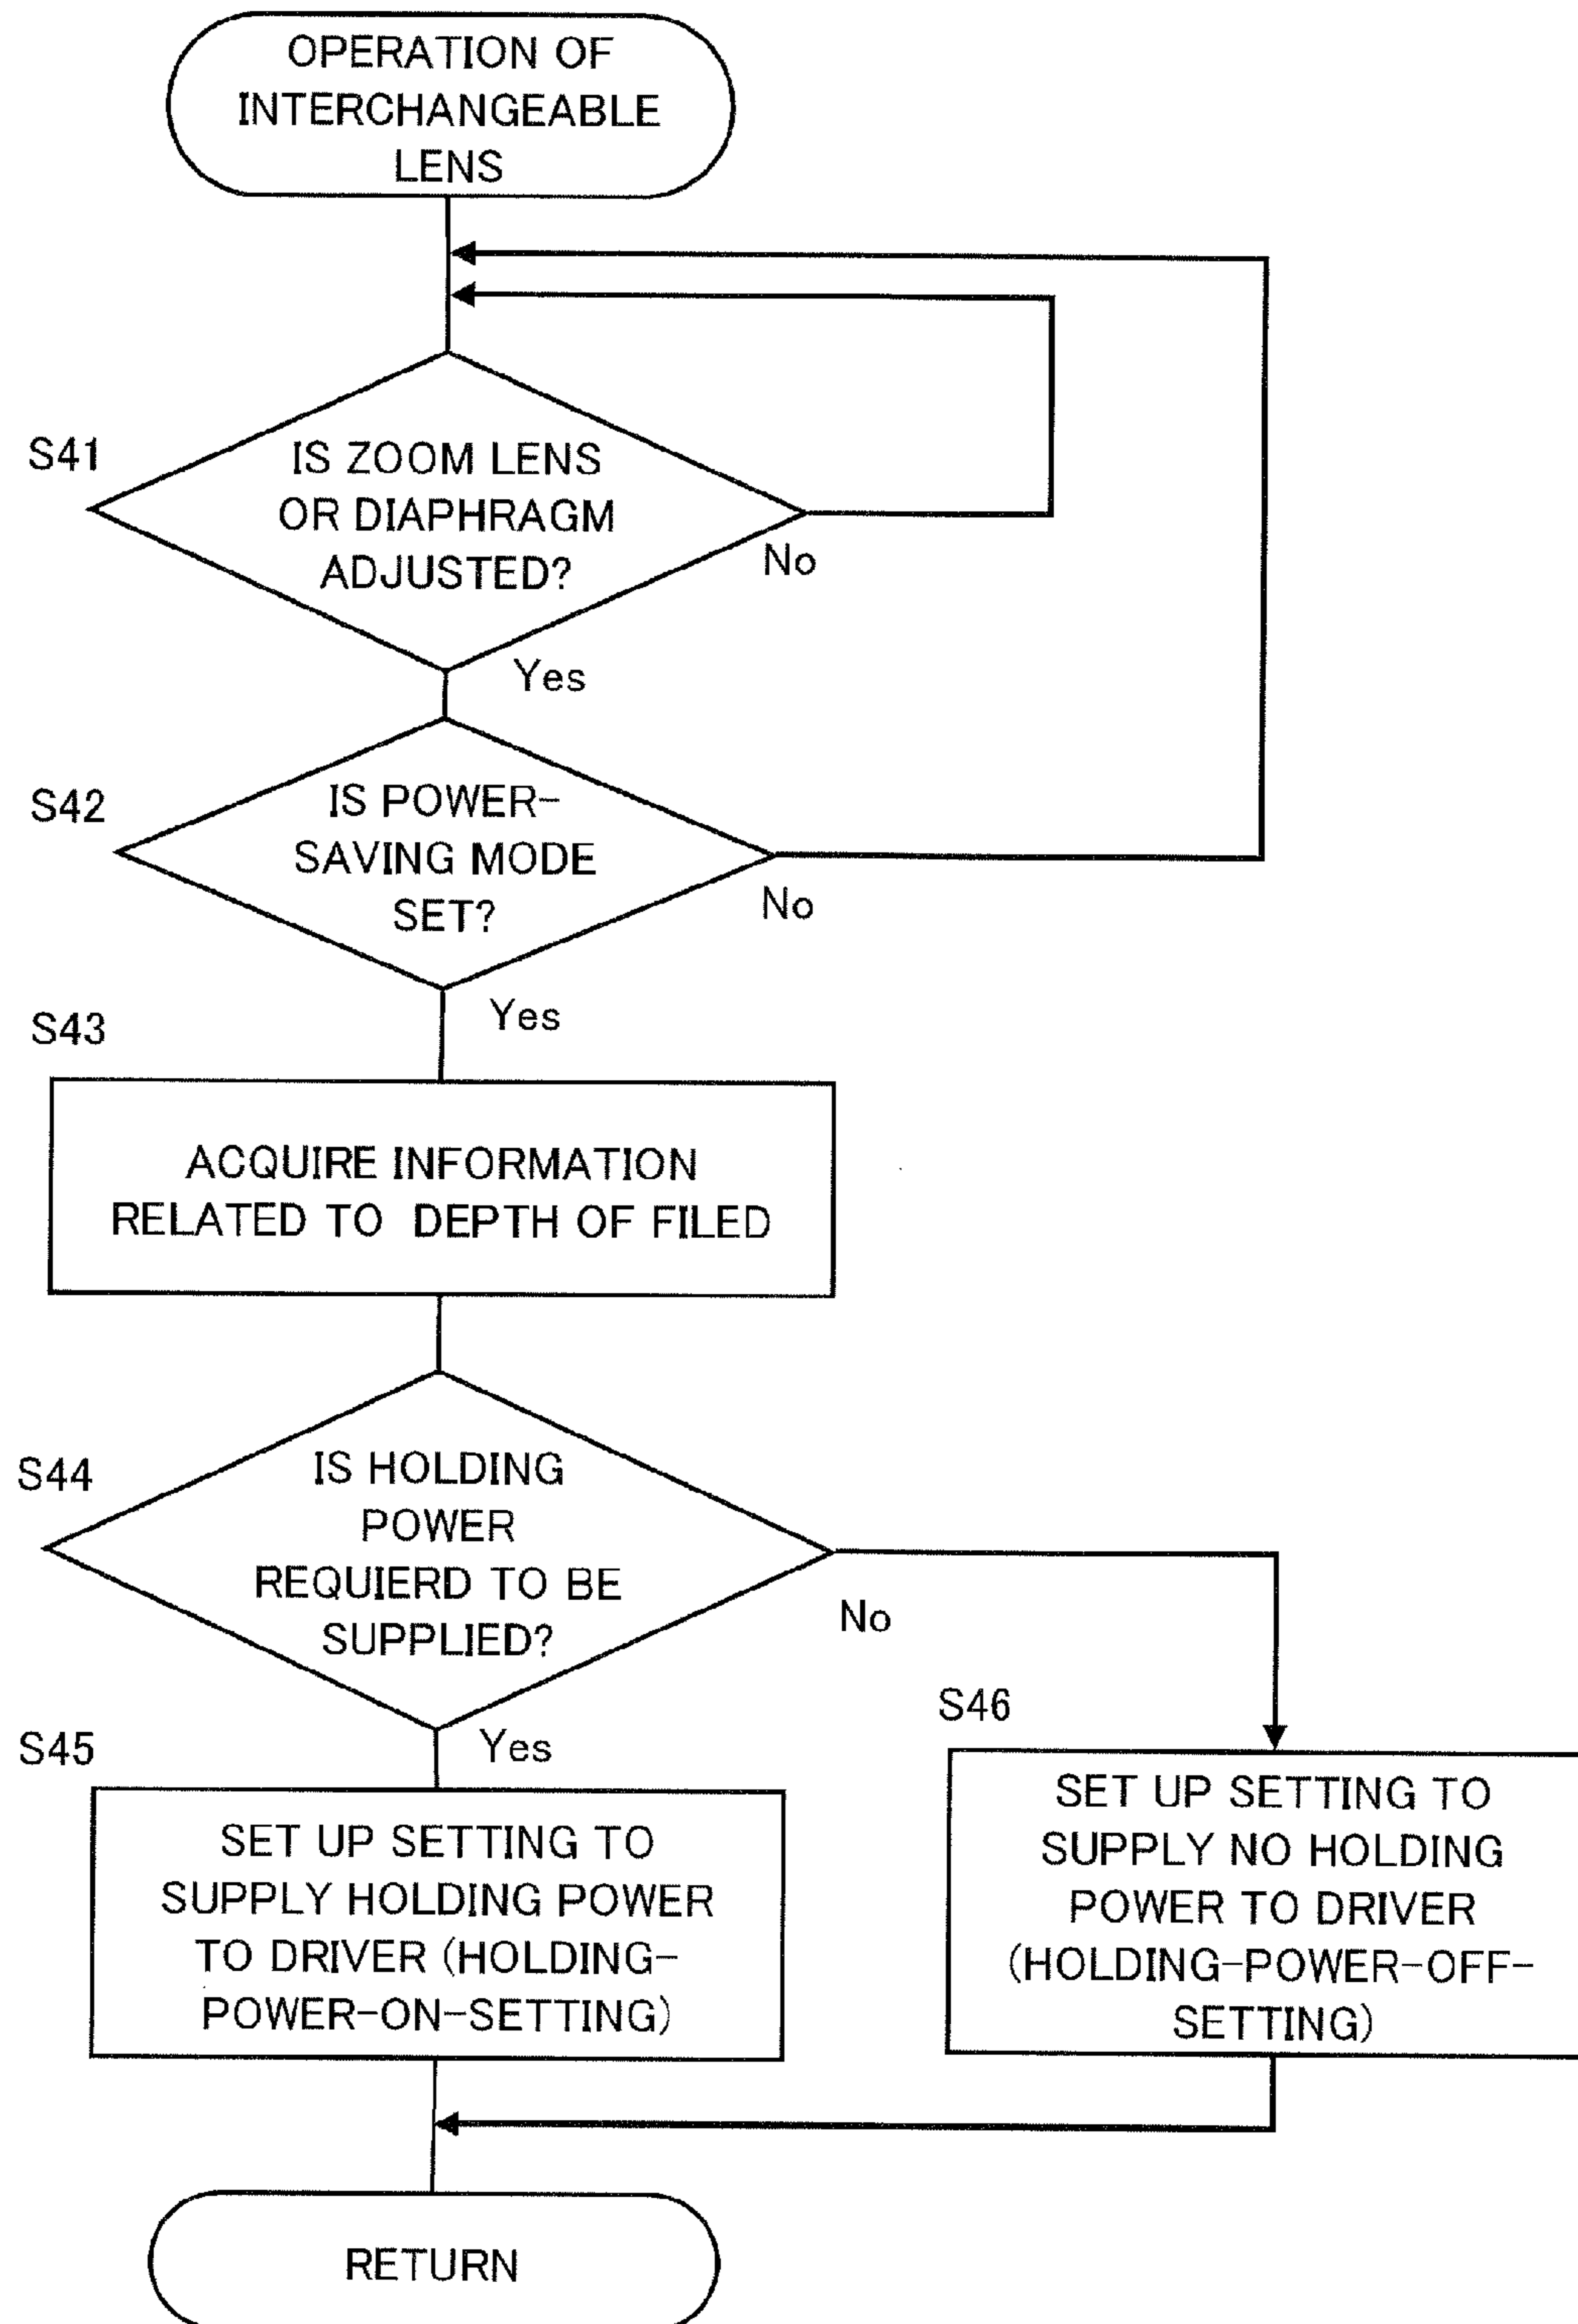 OPERATION OF
INTERCHANGEABLE
LENS
S41
IS ZOOM LENS
OR DIAPHRAGM
ADJUSTED?
No
Yes
S42
IS POWER-
SAVING MODE
SET?
No
Yes
S43
ACQUIRE INFORMATION
RELATED TO DEPTH OF FILED
S44
IS HOLDING
POWER
REQUIERD TO BE
SUPPLIED?
No
Yes
S45
SET UP SETTING TO
SUPPLY HOLDING POWER
TO DRIVER (HOLDING-
POWER-ON-SETTING)
S46
SET UP SETTING TO
SUPPLY NO HOLDING
POWER TO DRIVER
(HOLDING-POWER-OFF-
SETTING)
RETURN